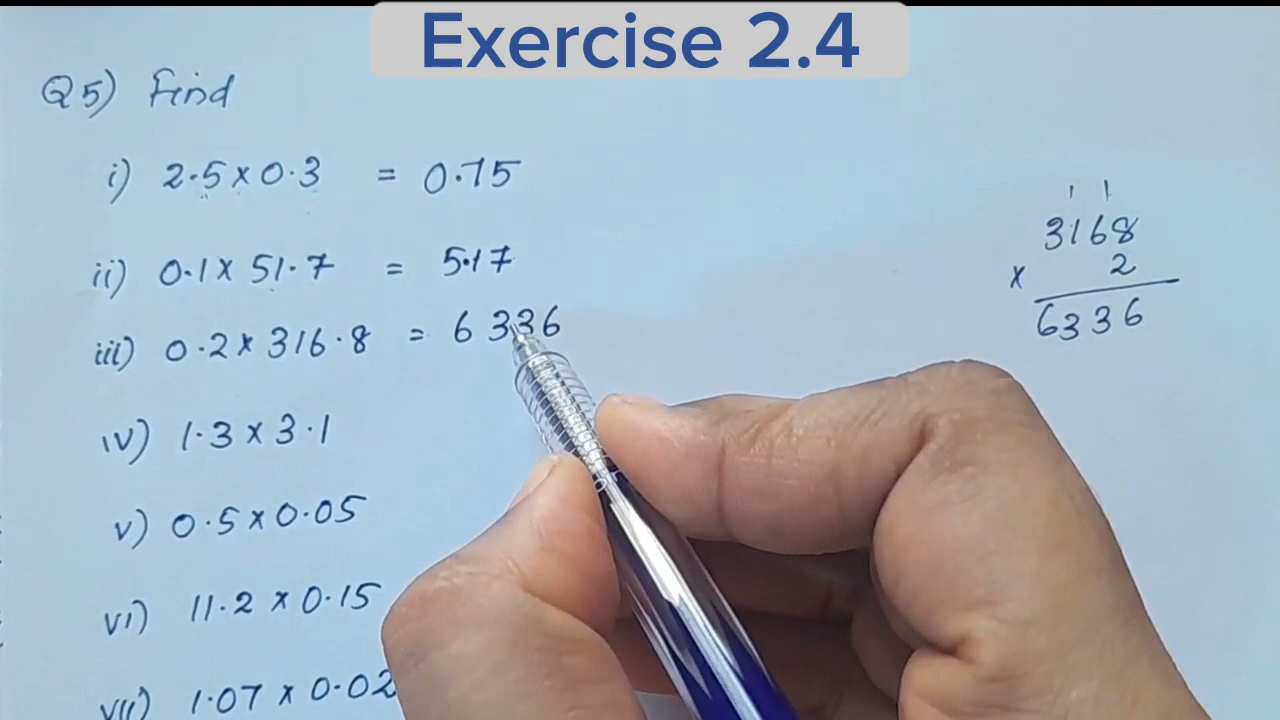 Exercise 2.4
Q5) Find
i) 2.5 × 0.3 = 0.75
ii) 0.1 × 51.7 = 5.17
iii) 0.2 × 316.8 = 6 336
iv) 1.3 × 3.1
v) 0.5 × 0.05
vi) 11.2 × 0.15
vii) 1.07 × 0.02
1 1
3168
× 2
6336